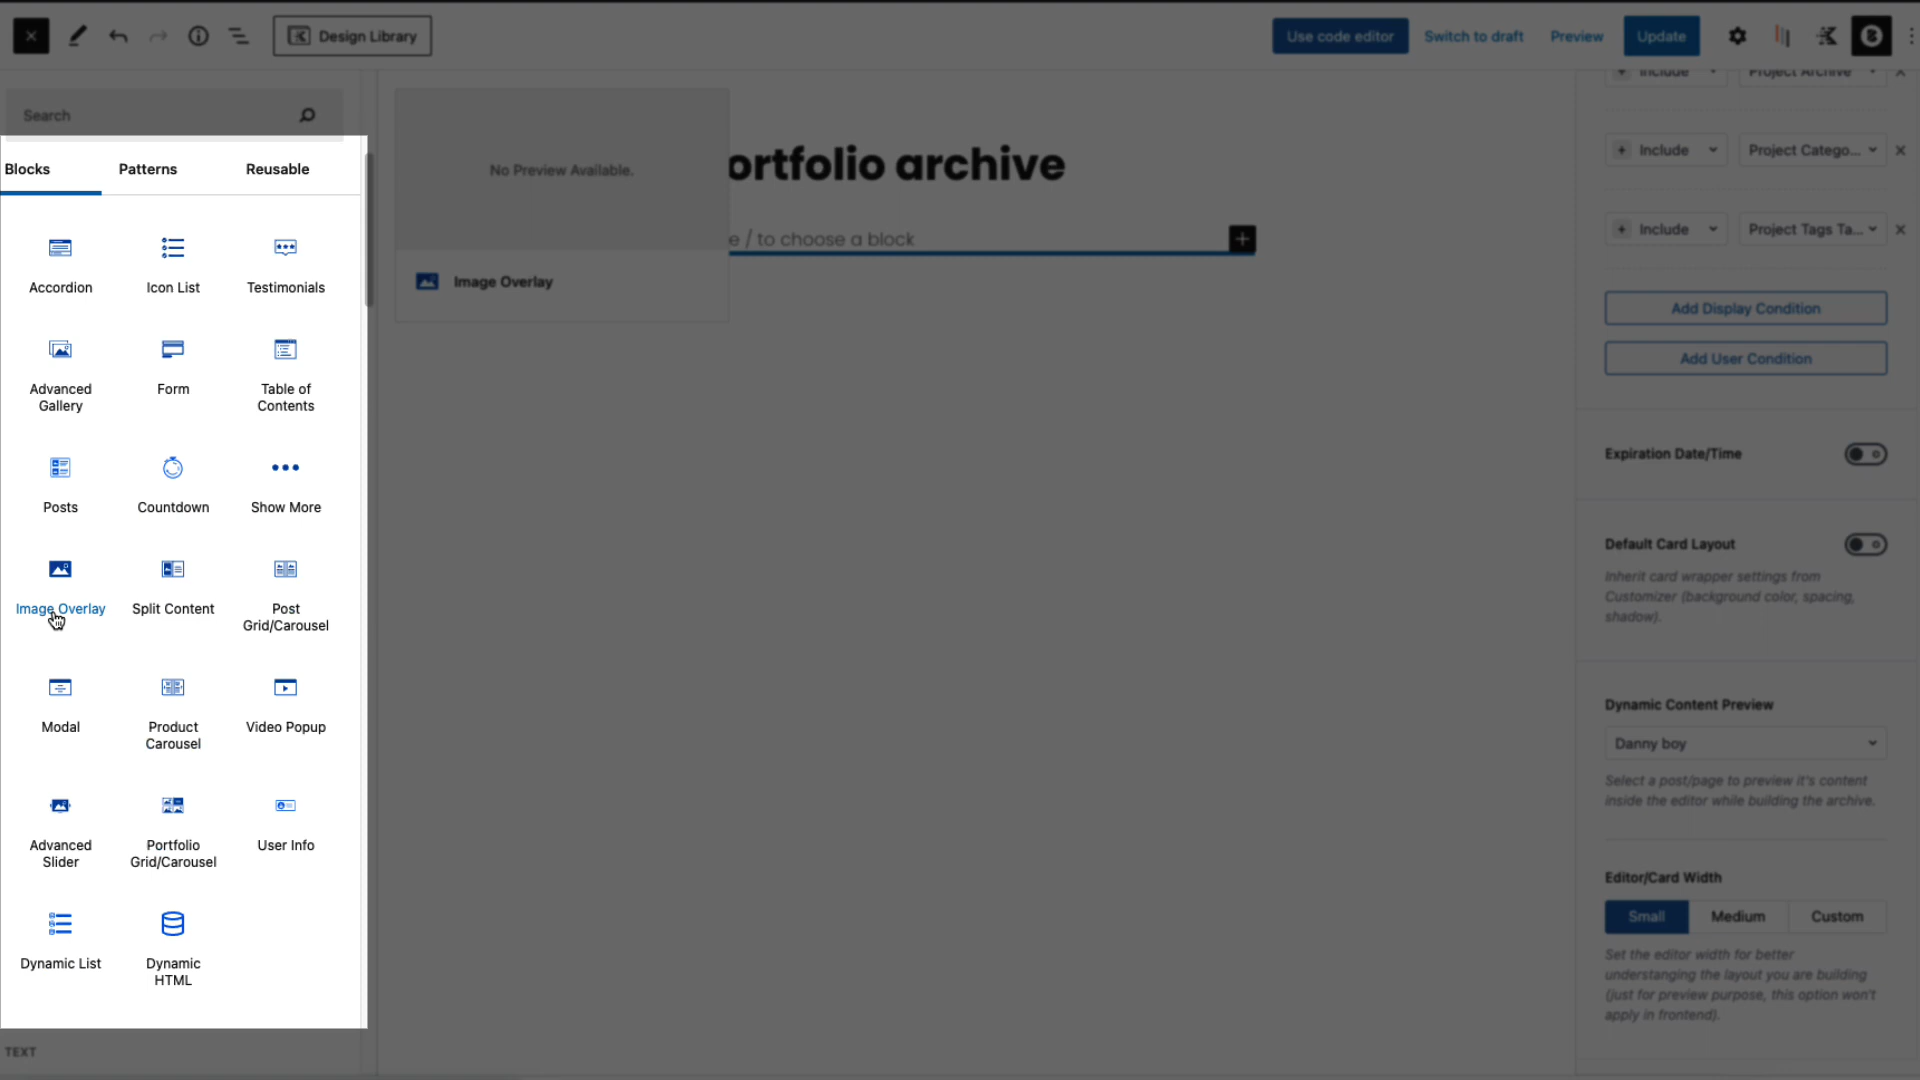 Design Library
Use code editor
Switch to draft
Preview
Update
Search
Blocks
Patterns
Reusable
Accordion
Icon List
Testimonials
Advanced
Gallery
Form
Table of
Contents
Posts
Countdown
Show More
Image Overlay
Split Content
Post
Grid/Carousel
Modal
Product
Carousel
Video Popup
Advanced
Slider
Portfolio
Grid/Carousel
User Info
Dynamic List
Dynamic
HTML
TEXT
No Preview Available.
Image Overlay
ortfolio archive
e / to choose a block
Include
Project Archive
Include
Project Catego...
Include
Project Tags Ta...
Add Display Condition
Add User Condition
Expiration Date/Time
Default Card Layout
Inherit card wrapper settings from
Customizer (background color, spacing,
shadow).
Dynamic Content Preview
Danny boy
Select a post/page to preview it's content
inside the editor while building the archive.
Editor/Card Width
Small
Medium
Custom
Set the editor width for better
understanging the layout you are building
(just for preview purpose, this option won't
apply in frontend).